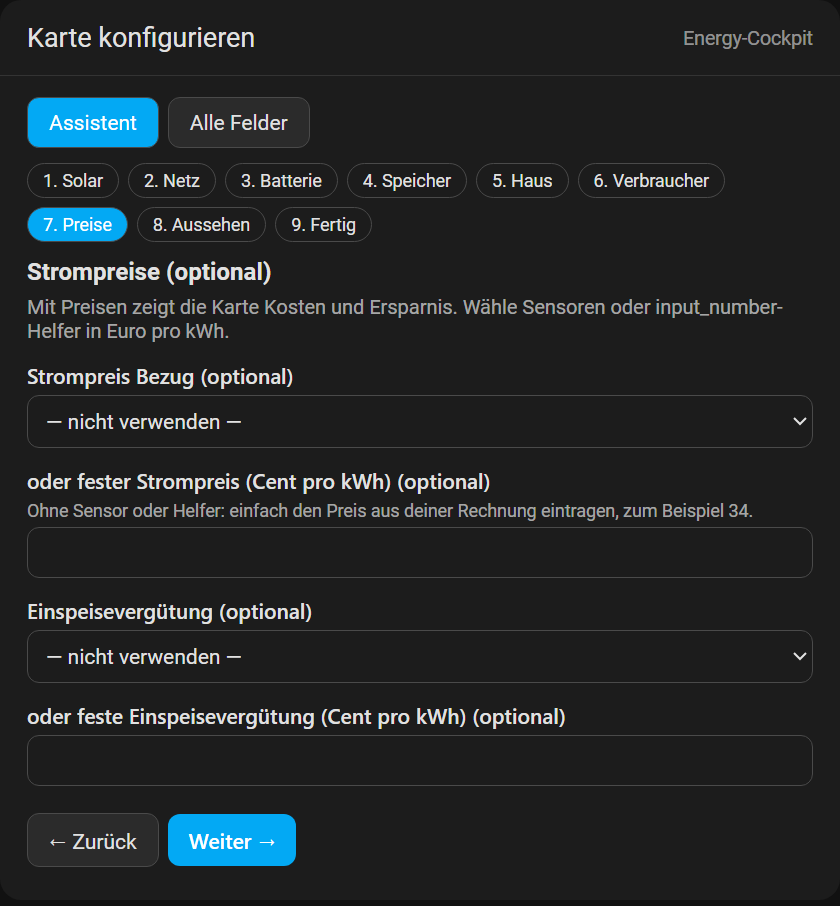 Karte konfigurieren
Energy-Cockpit
Assistent
Alle Felder
1. Solar
2. Netz
3. Batterie
4. Speicher
5. Haus
6. Verbraucher
7. Preise
8. Aussehen
9. Fertig
Strompreise (optional)
Mit Preisen zeigt die Karte Kosten und Ersparnis. Wähle Sensoren oder input_number-
Helfer in Euro pro kWh.
Strompreis Bezug (optional)
— nicht verwenden —
oder fester Strompreis (Cent pro kWh) (optional)
Ohne Sensor oder Helfer: einfach den Preis aus deiner Rechnung eintragen, zum Beispiel 34.
Einspeisevergütung (optional)
— nicht verwenden —
oder feste Einspeisevergütung (Cent pro kWh) (optional)
← Zurück
Weiter →